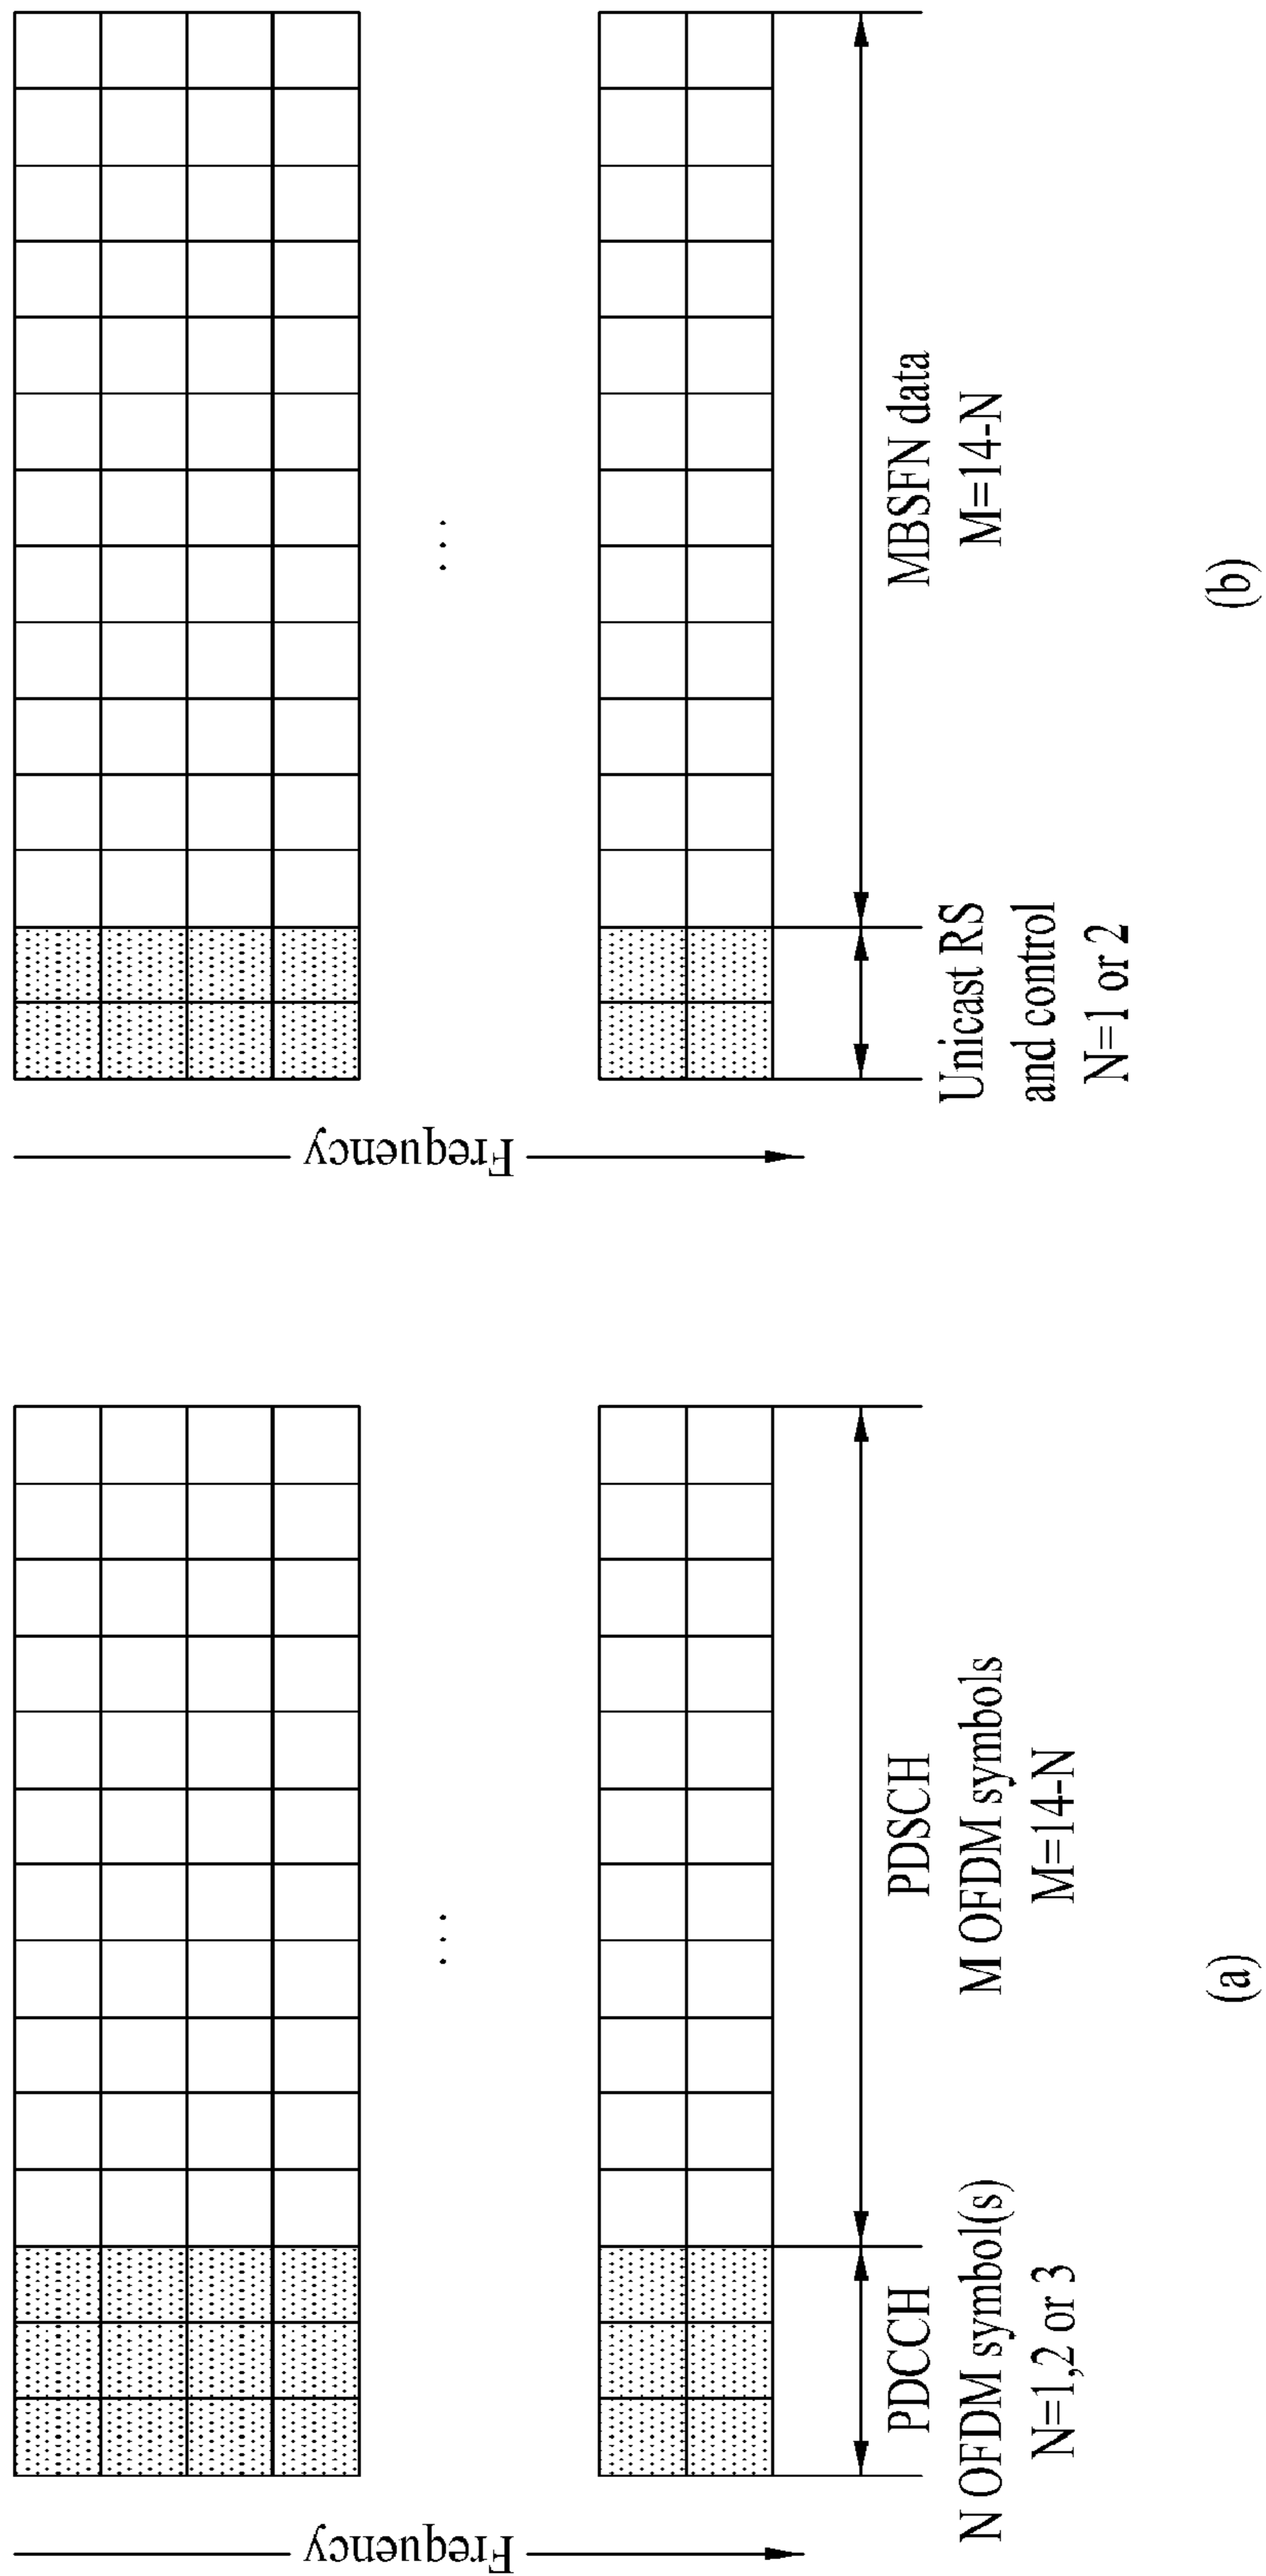 Frequency
...
PDCCH
N OFDM symbol(s)
N=1,2 or 3
PDSCH
M OFDM symbols
M=14-N
(a)
Frequency
...
Unicast RS
and control
N=1 or 2
MBSFN data
M=14-N
(b)